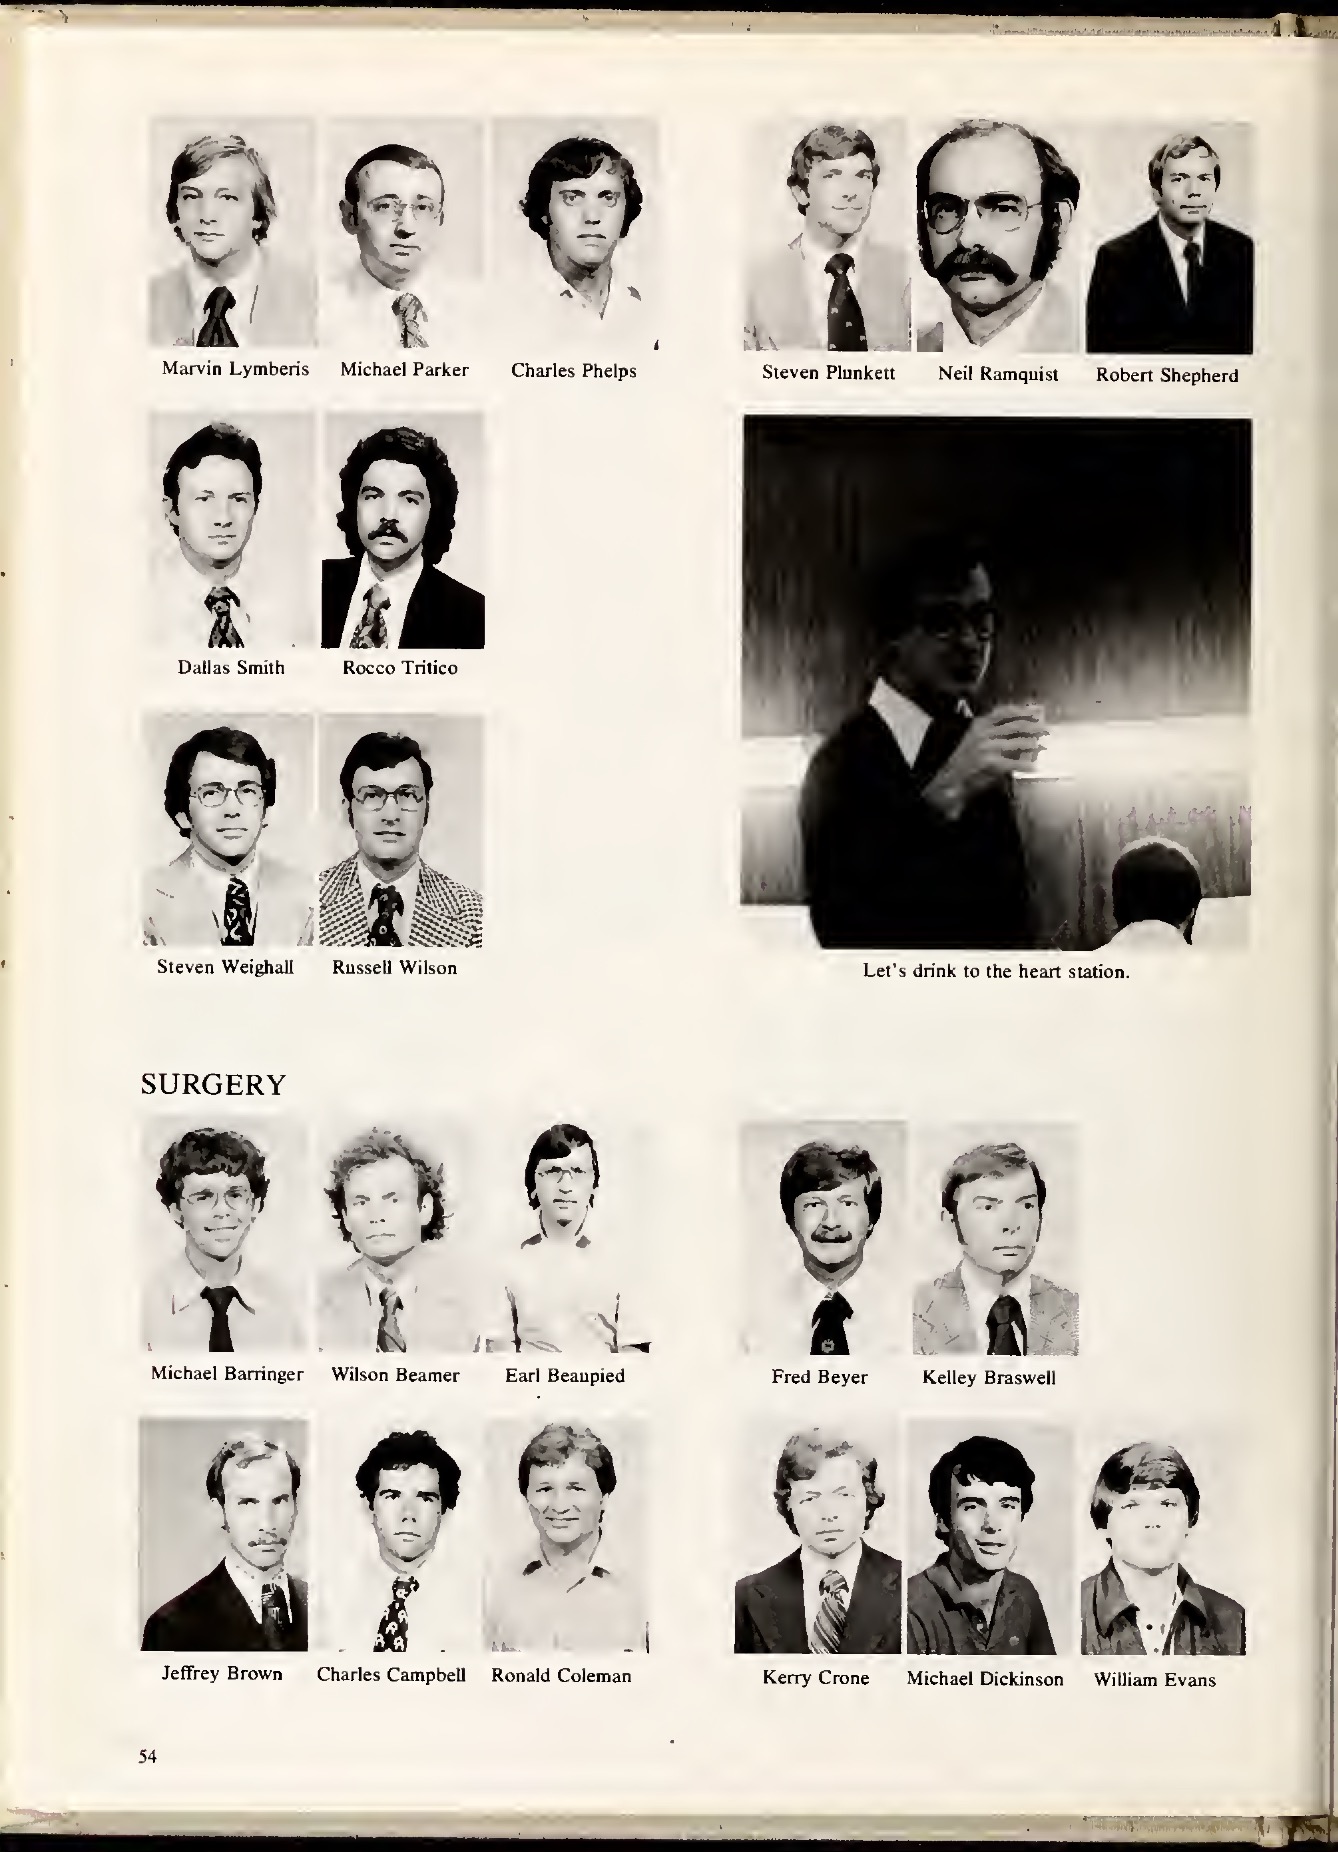 Marvin Lymberis Michael Parker Charles Phelps
Steven Plunkett Neil Ramquist Robert Shepherd
Dallas Smith Rocco Tritico
Steven Weighall Russell Wilson
Let's drink to the heart station.
SURGERY
Michael Barringer Wilson Beamer Earl Beaupied
Fred Beyer Kelley Braswell
Jeffrey Brown Charles Campbell Ronald Coleman
Kerry Crone Michael Dickinson William Evans
54